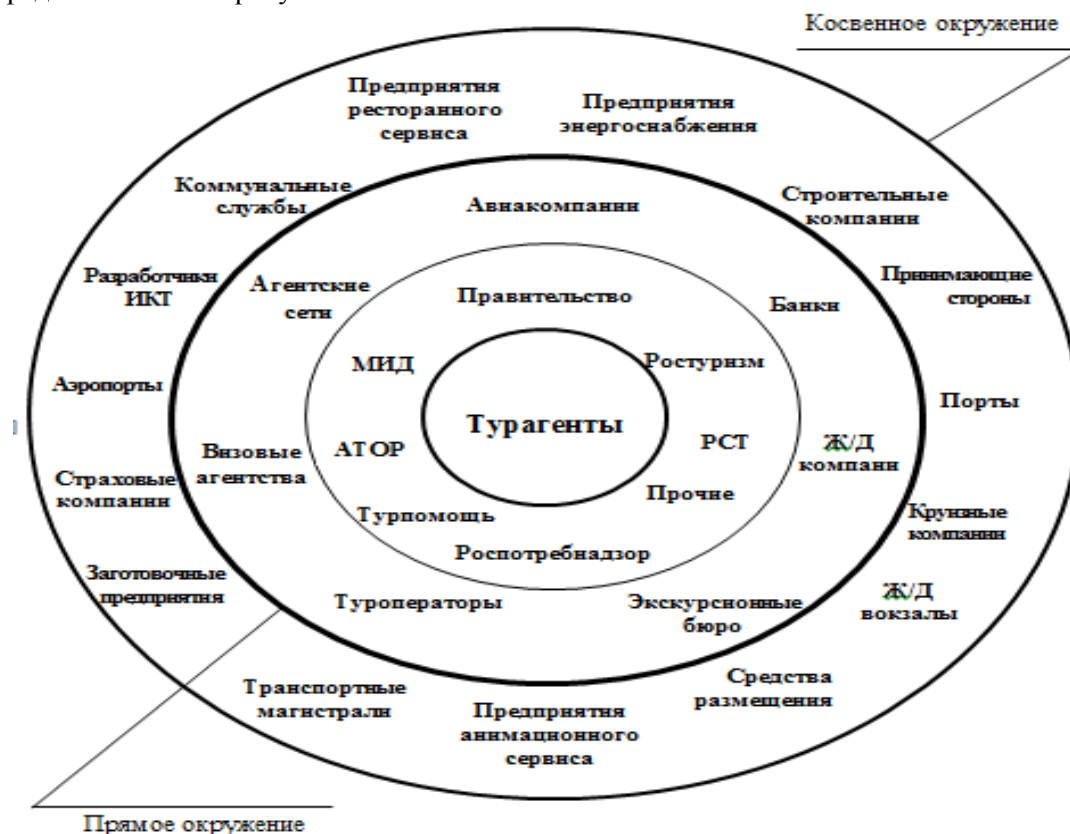 Косвенное окружение
Предприятия
ресторанного
сервиса
Предприятия
энергоснабжения
Коммунальные
службы
Авиакомпании
Строительные
компании
Разработчики
ИКТ
Агентские
сети
Правительство
Банки
Принимающие
стороны
МИД
Ростуризм
Аэропорты
Турагенты
Порты
Визовые
агентства
АТОР
РСТ
Ж/Д
компании
Страховые
компании
Прочие
Турпомощь
Круизные
компании
Роспотребнадзор
Заготовочные
предприятия
Туроператоры
Экскурсионные
бюро
Ж/Д
вокзалы
Транспортные
магистрали
Предприятия
анимационного
сервиса
Средства
размещения
Прямое окружение